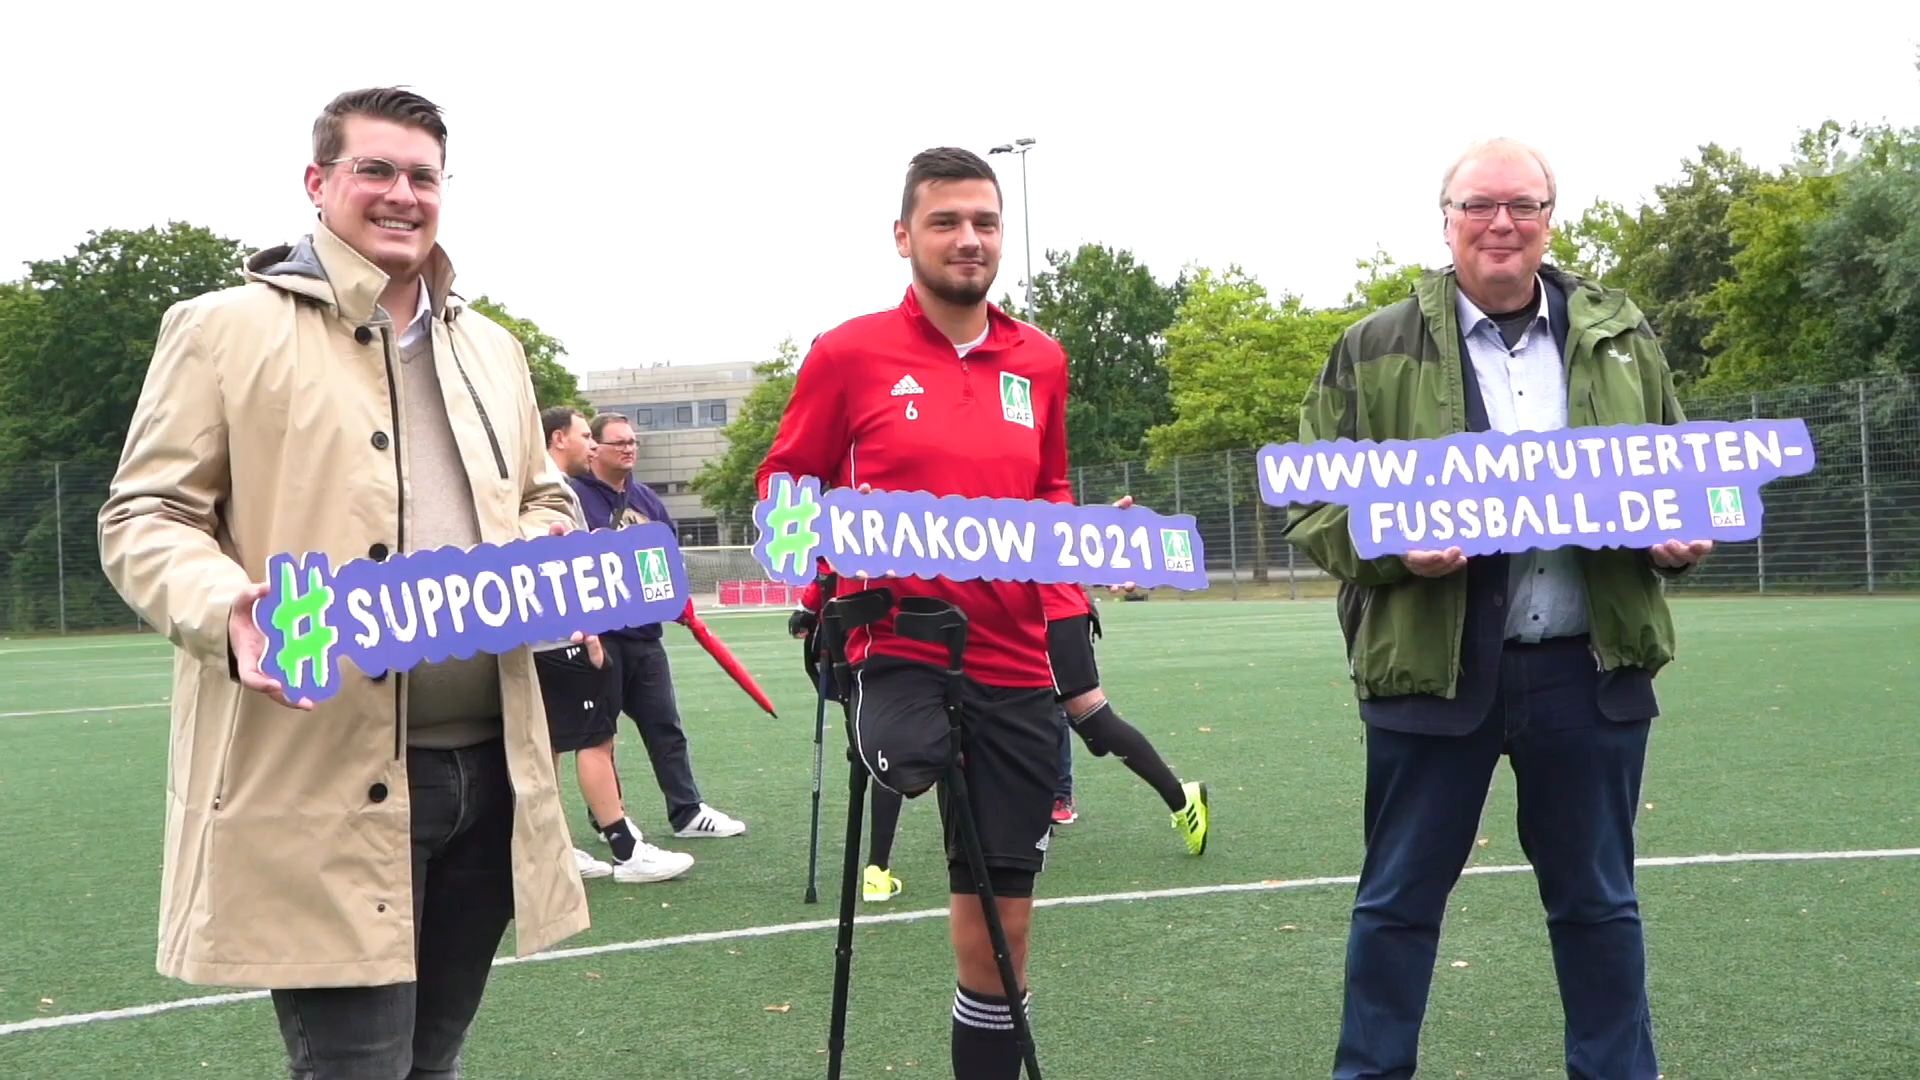 #SUPPORTER
DAF
#KRAKOW 2021
DAF
WWW.AMPUTIERTEN-
FUSSBALL.DE
DAF
adidas
6
DAF
6